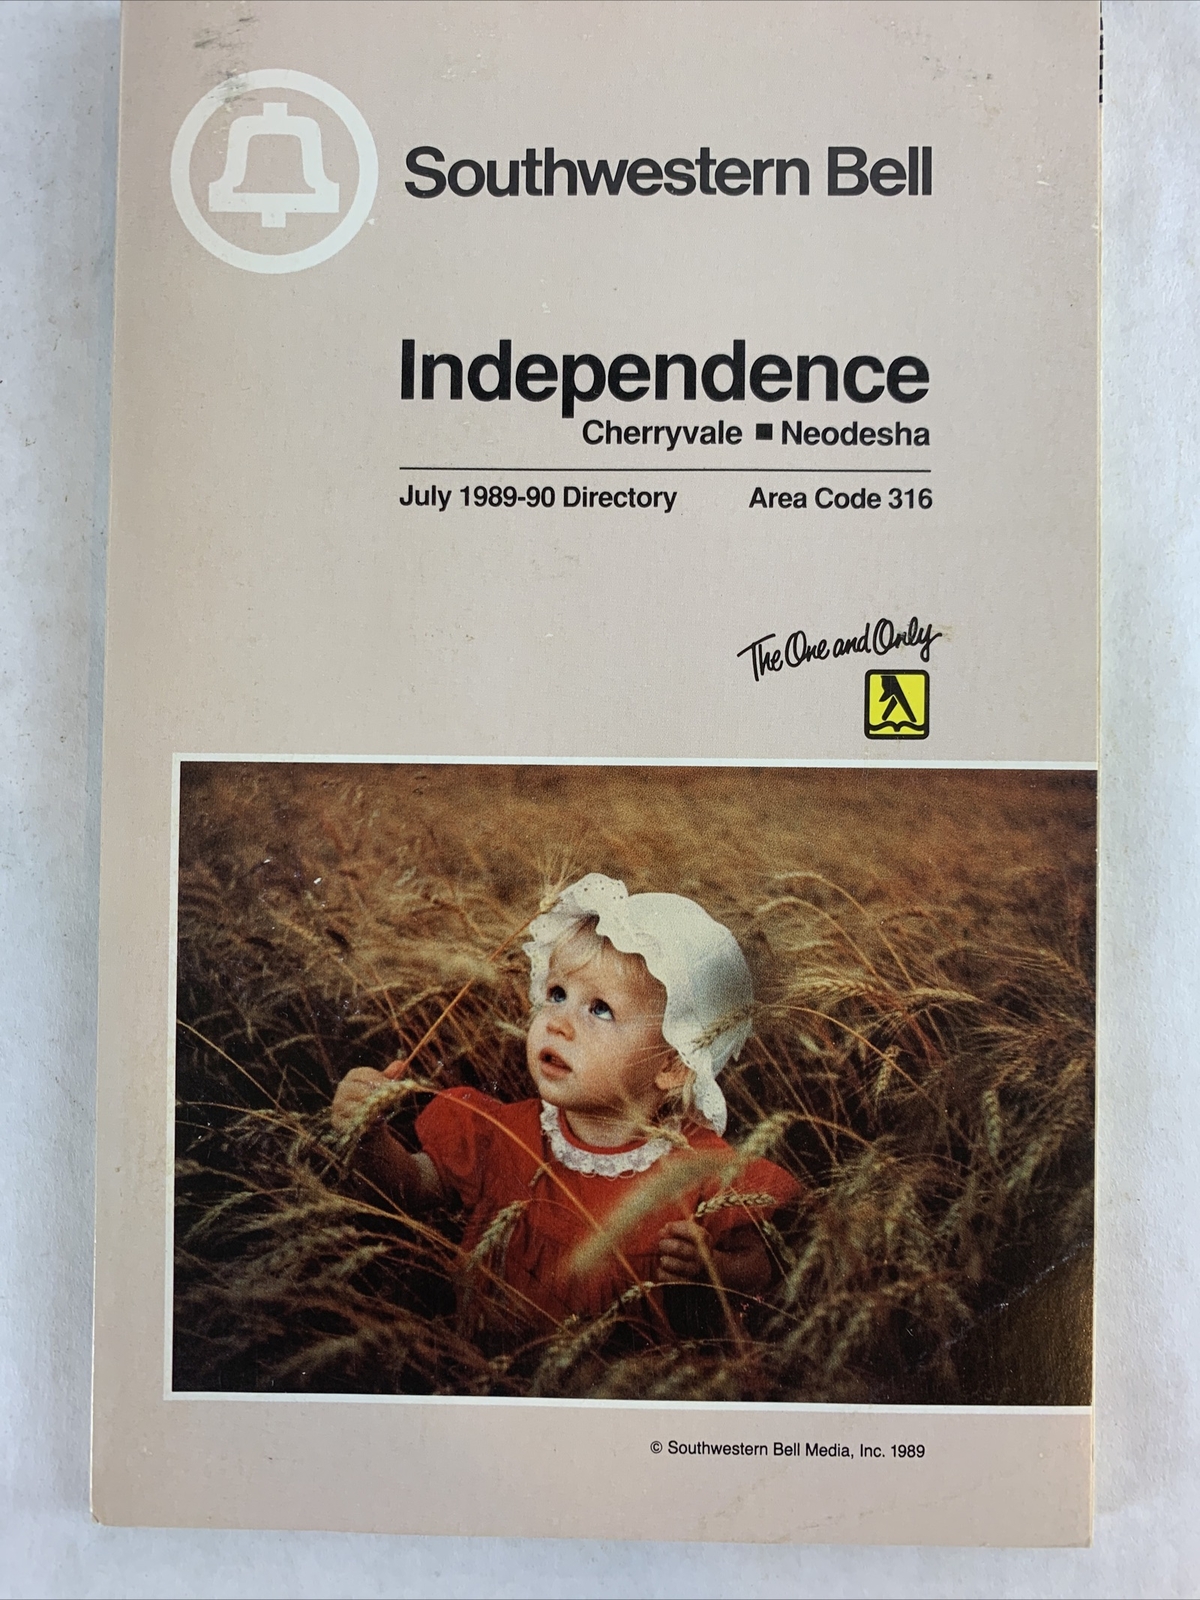 Southwestern Bell
Independence
Cherryvale ■ Neodesha
July 1989-90 Directory Area Code 316
The One and Only
© Southwestern Bell Media, Inc. 1989